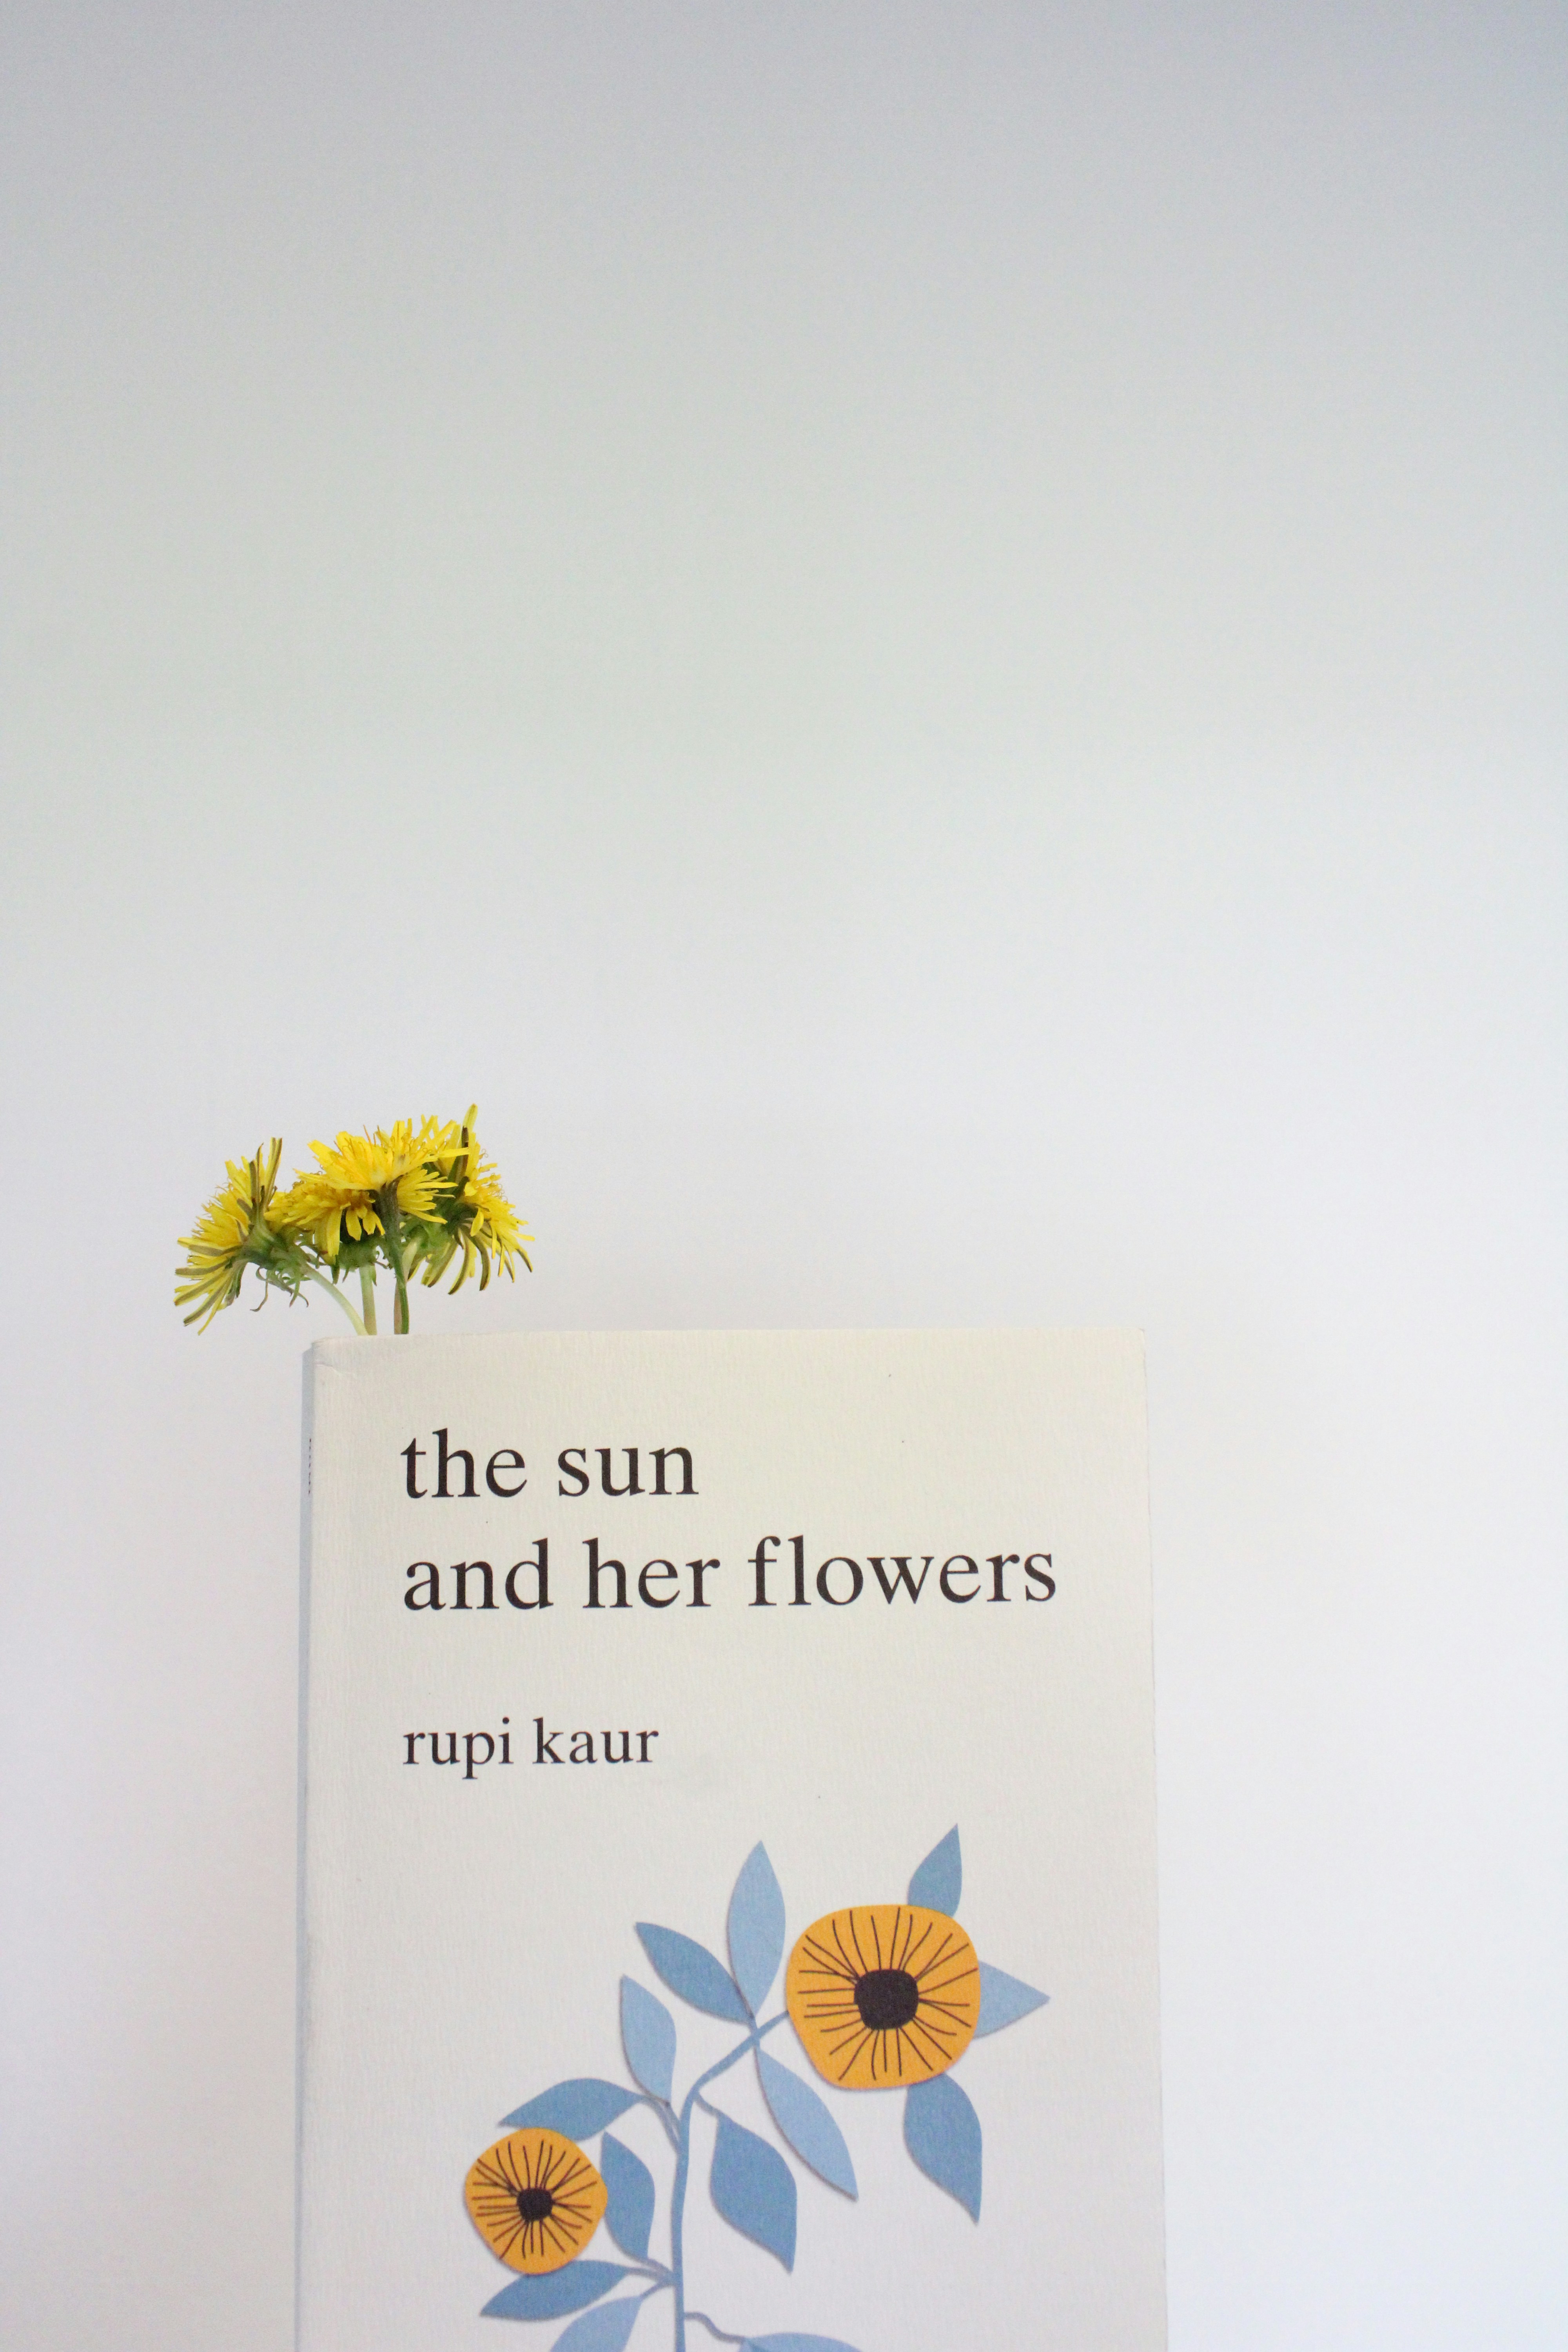 the sun
and her flowers
rupi kaur